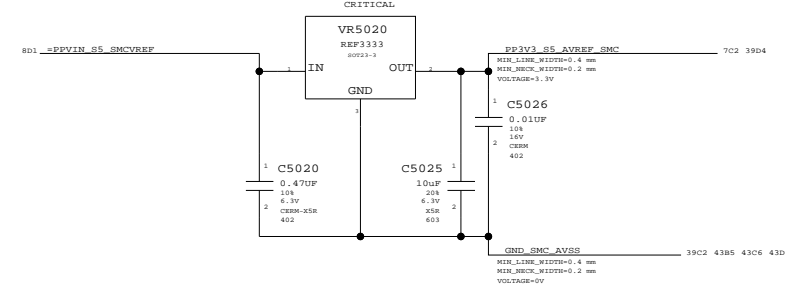 CRITICAL
VR5020
REF3333
SOT23-3
8D1 =PPVIN_S5_SMCVREF
PP3V3_S5_AVREF_SMC 7C2 39D4
MIN_LINE_WIDTH=0.4 mm
MIN_NECK_WIDTH=0.2 mm
VOLTAGE=3.3V
1 IN OUT 2
GND
3
1 C5026
0.01UF
10%
16V
2 CERM
402
1 C5020
0.47UF
10%
6.3V
2 CERM-X5R
402
C5025 1
10uF
20%
6.3V
X5R 2
603
GND_SMC_AVSS 39C2 43B5 43C6 43D
MIN_LINE_WIDTH=0.4 mm
MIN_NECK_WIDTH=0.2 mm
VOLTAGE=0V